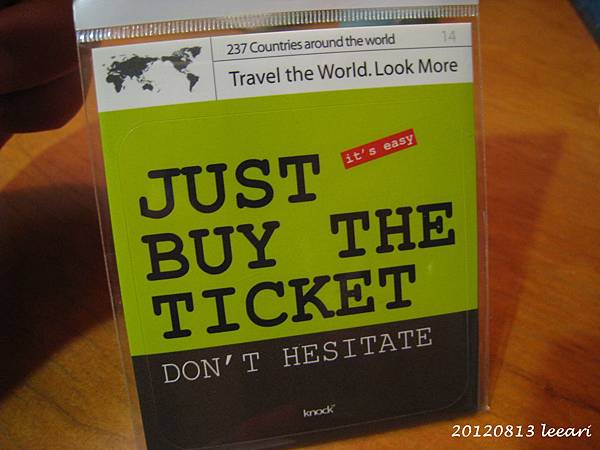 237 Countries around the world
14
Travel the World. Look More
it's easy
JUST
BUY THE
TICKET
DON'T HESITATE
knock
20120813 leeari